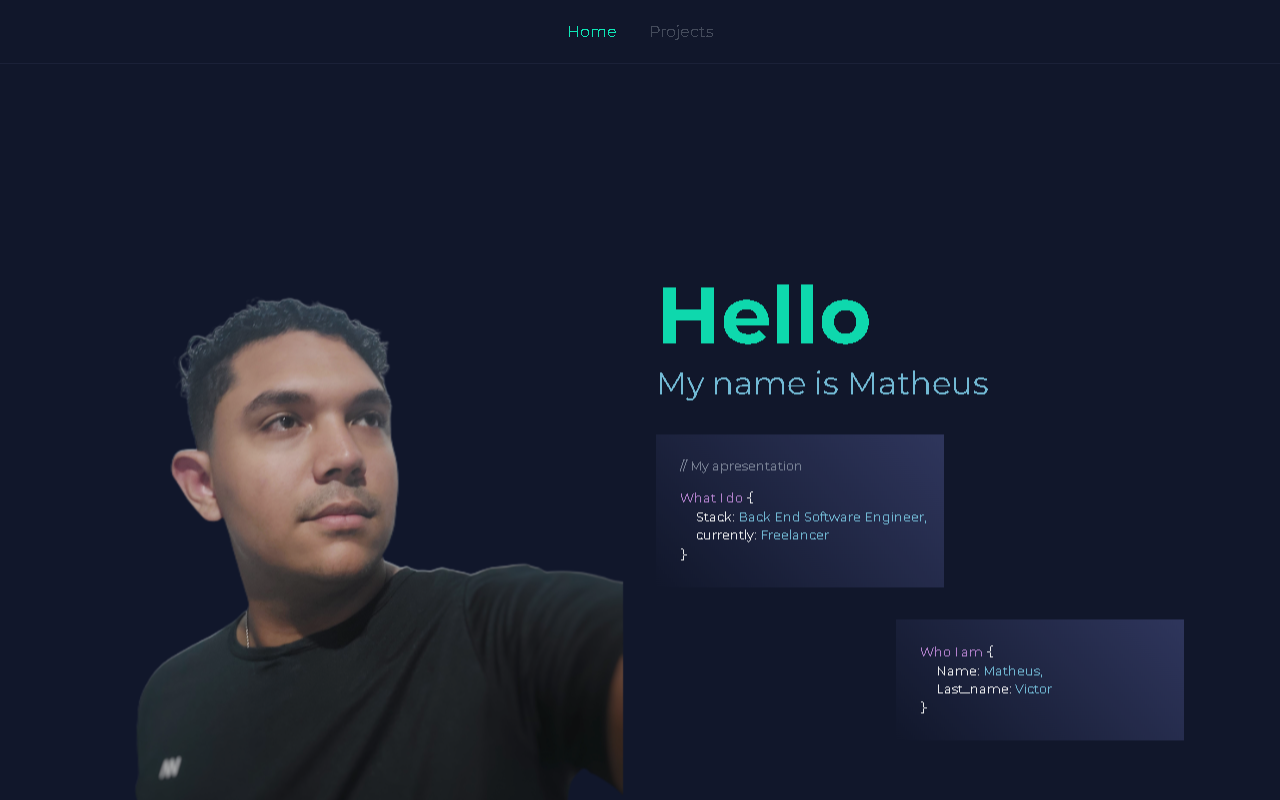 Home
Projects
Hello
My name is Matheus
// My apresentation
What I do {
Stack: Back End Software Engineer,
currently: Freelancer
}
Who I am {
Name: Matheus,
Last_name: Victor
}